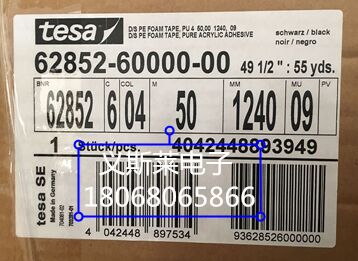 tesa
D/S PE FOAM TAPE, PU 4 50,00 1240, 09
D/S PE FOAM TAPE, PURE ACRYLIC ADHESIVE
schwarz / black
noir / negro
62852-60000-00 49 1/2" : 55 yds.
BNR C M MM MU PV
62852 6 04 50 1240 09
1 Stück/pcs. 4042448893949
艾斯莱电子
18068065866
tesa SE
Made in Germany
4 042448 897534
93628526000000